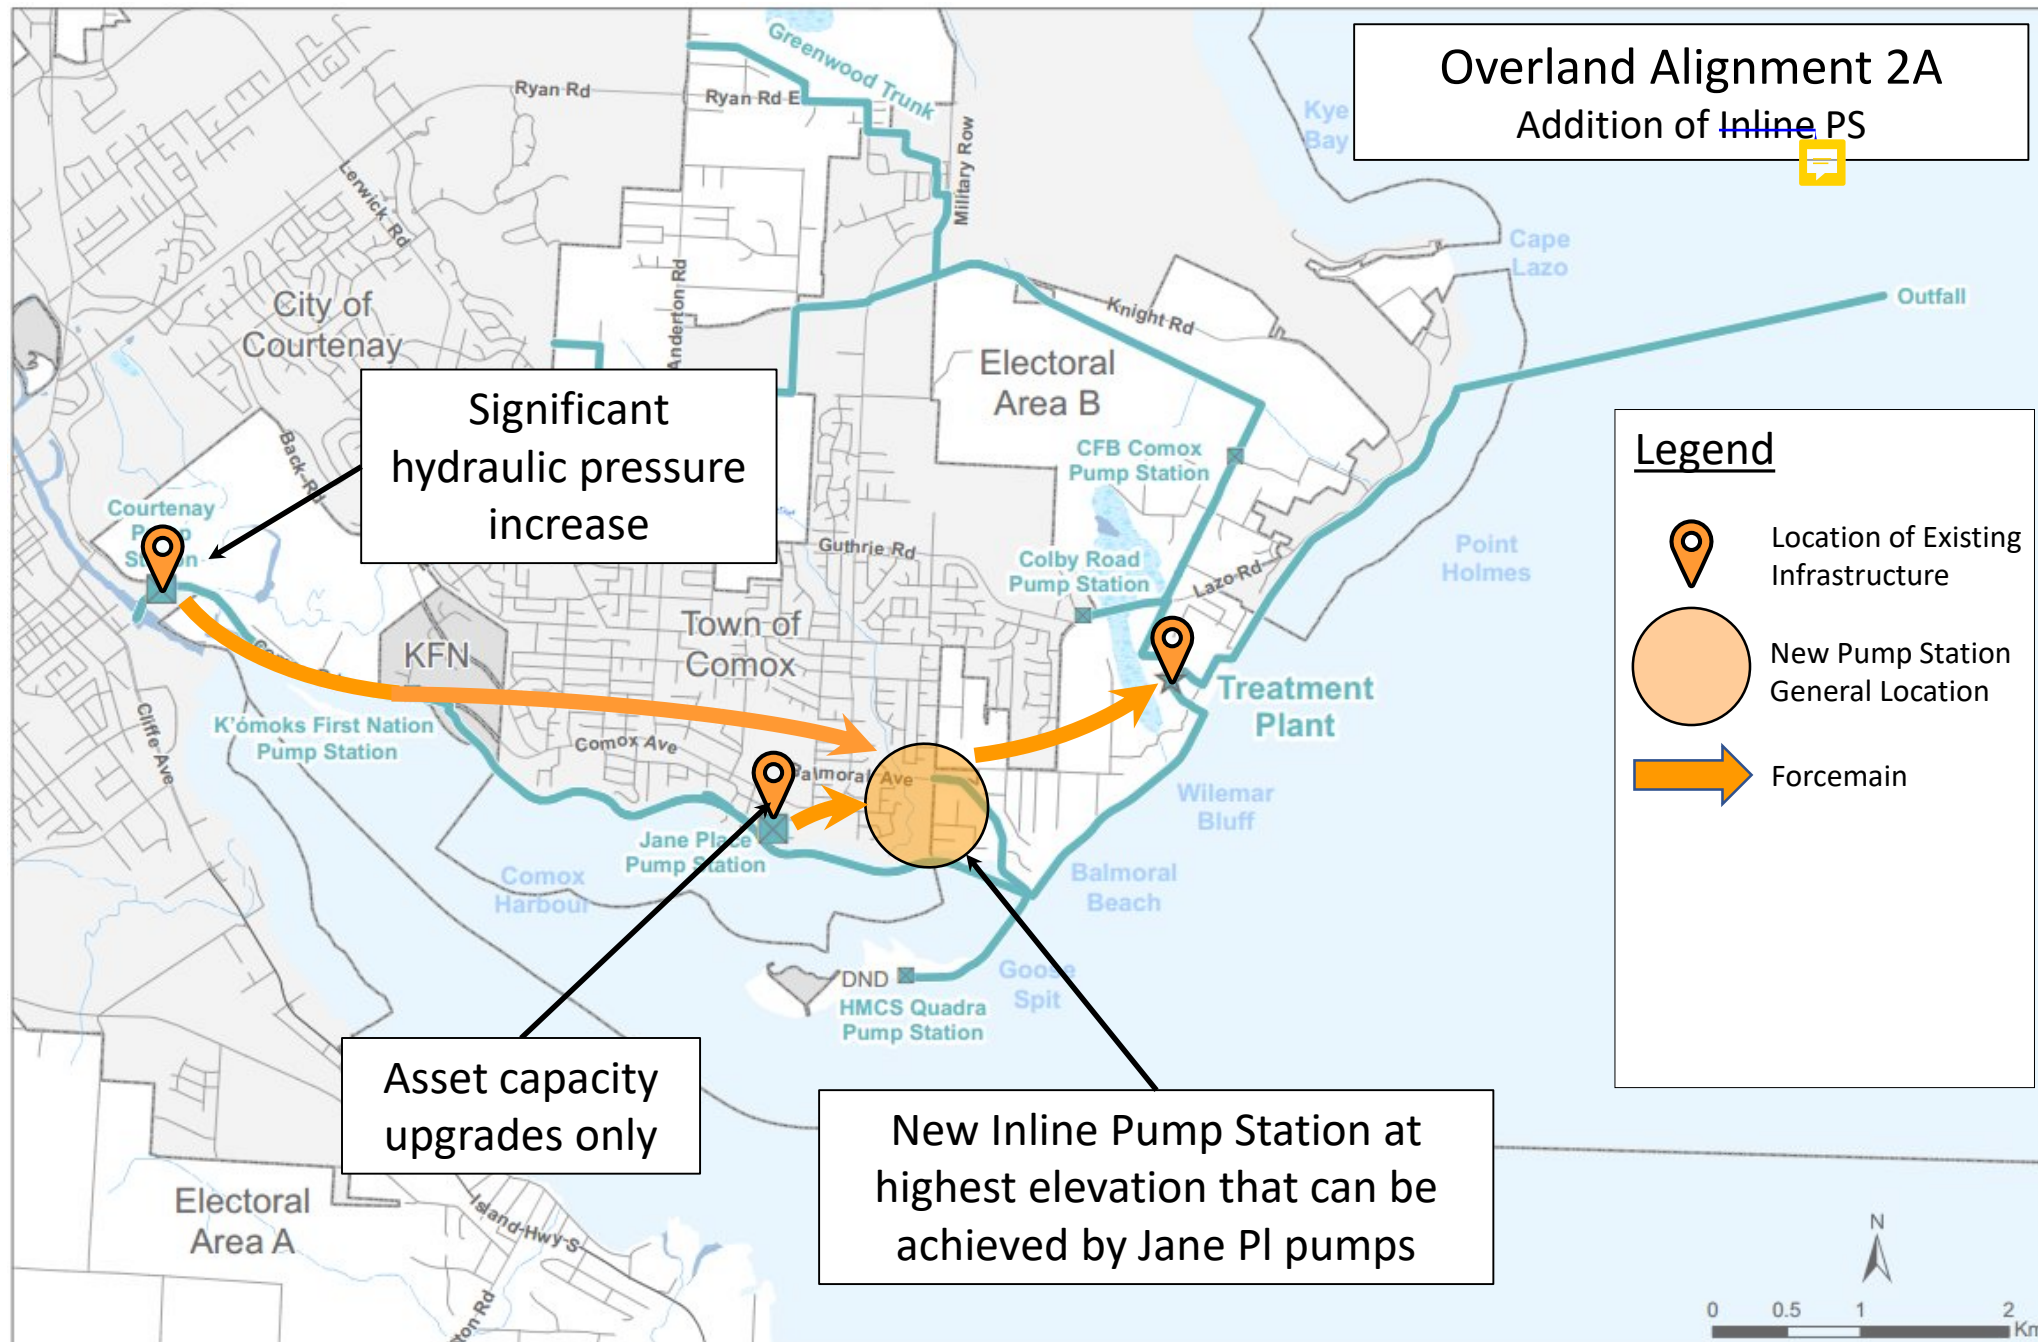 Overland Alignment 2A
Addition of Inline PS
Greenwood Trunk
Ryan Rd
Ryan Rd E
Military Row
Kye
Bay
Lerwick Rd
Cape
Lazo
Outfall
Anderton Rd
Knight Rd
City of
Courtenay
Electoral
Area B
Significant
hydraulic pressure
increase
Back-Rd
CFB Comox
Pump Station
Legend
Location of Existing
Infrastructure
New Pump Station
General Location
Forcemain
Courtenay
Pump
Station
Guthrie Rd
Colby Road
Pump Station
Lazo Rd
Point
Holmes
Town of
Comox
KFN
Treatment
Plant
Cliffe Ave
K'ómoks First Nation
Pump Station
Comox Ave
Balmoral Ave
Wilemar
Bluff
Jane Place
Pump Station
Comox
Harbour
Balmoral
Beach
DND
HMCS Quadra
Pump Station
Goose
Spit
Asset capacity
upgrades only
New Inline Pump Station at
highest elevation that can be
achieved by Jane Pl pumps
Electoral
Area A
Island-Hwy-S
N
0 0.5 1 2
Km